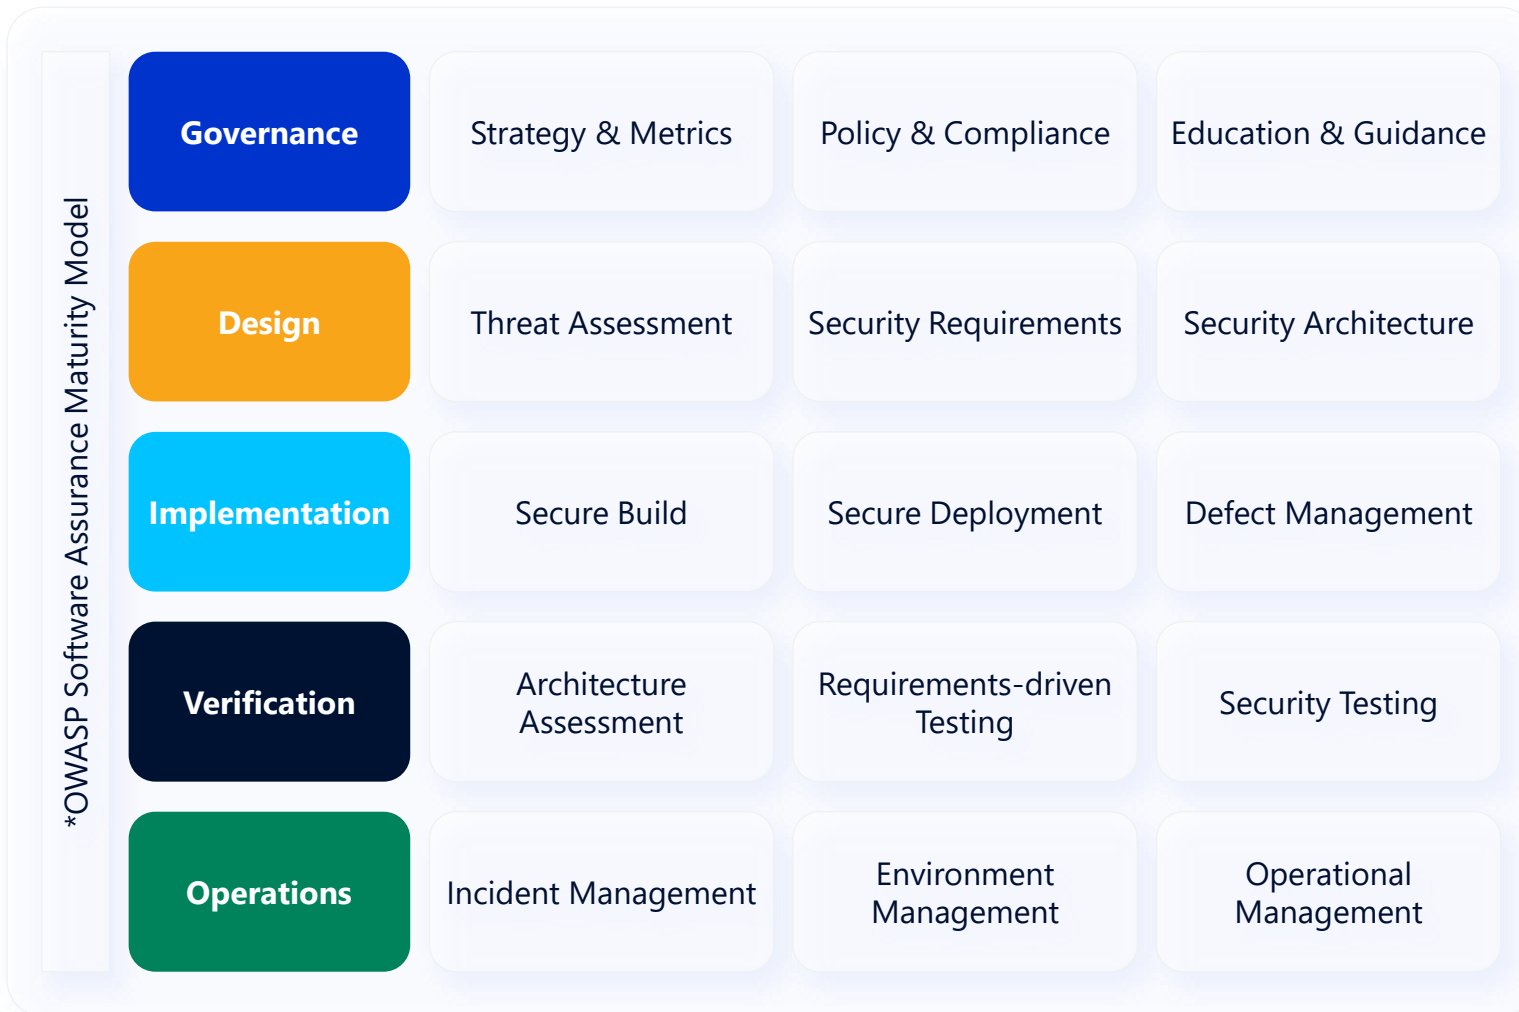 *OWASP Software Assurance Maturity Model
Governance
Strategy & Metrics
Policy & Compliance
Education & Guidance
Design
Threat Assessment
Security Requirements
Security Architecture
Implementation
Secure Build
Secure Deployment
Defect Management
Verification
Architecture
Assessment
Requirements-driven
Testing
Security Testing
Operations
Incident Management
Environment
Management
Operational
Management